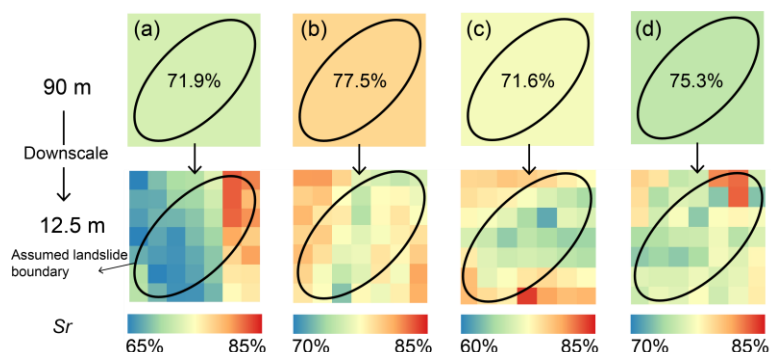 (a) (b) (c) (d)
71.9% 77.5% 71.6% 75.3%
90 m
Downscale
12.5 m
Assumed landslide
boundary
Sr
65% 85% 70% 85% 60% 85% 70% 85%